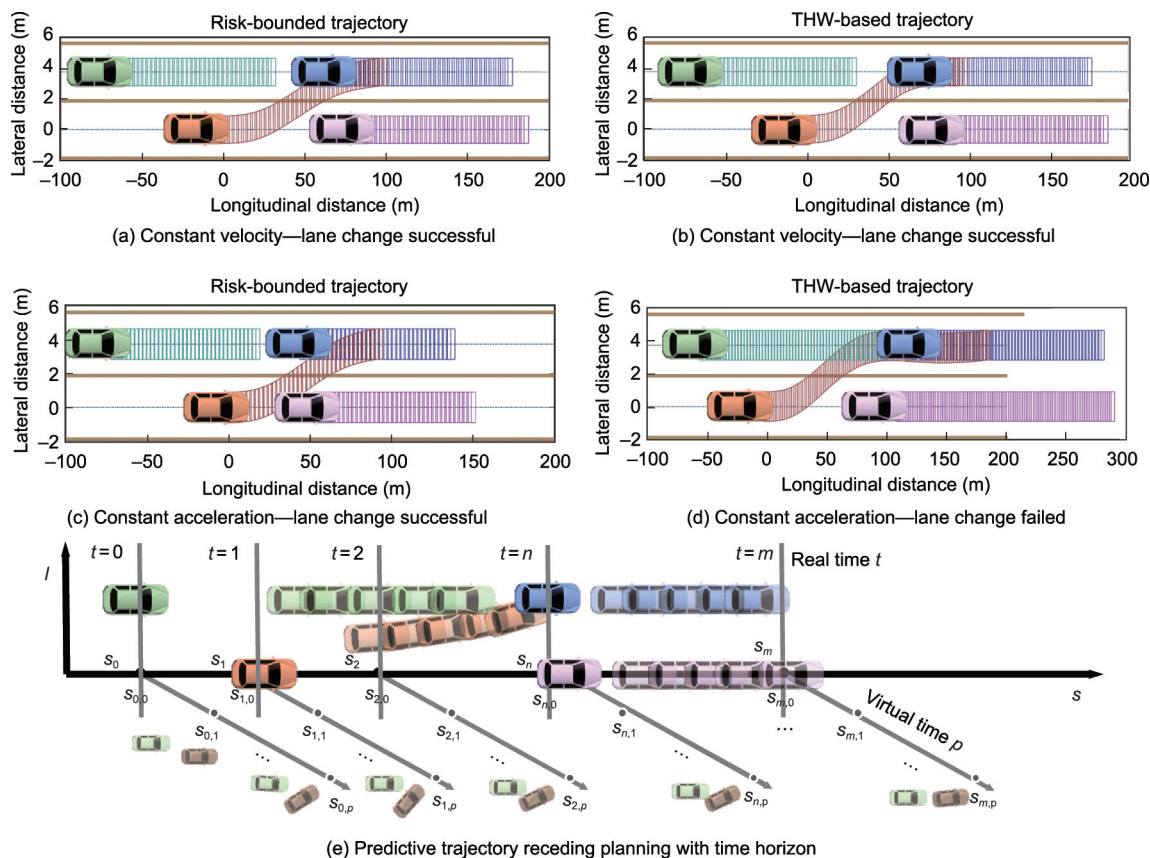 Risk-bounded trajectory
Lateral distance (m)
6
4
2
0
–2
–100 –50 0 50 100 150 200
Longitudinal distance (m)
(a) Constant velocity—lane change successful
THW-based trajectory
Lateral distance (m)
6
4
2
0
–2
–100 –50 0 50 100 150 200
Longitudinal distance (m)
(b) Constant velocity—lane change successful
Risk-bounded trajectory
Lateral distance (m)
6
4
2
0
–2
–100 –50 0 50 100 150 200
Longitudinal distance (m)
(c) Constant acceleration—lane change successful
THW-based trajectory
Lateral distance (m)
6
4
2
0
–2
–100 –50 0 50 100 150 200 250 300
Longitudinal distance (m)
(d) Constant acceleration—lane change failed
t = 0 t = 1 t = 2 t = n t = m Real time t
l
s₀ s₁ s₂ sₙ sₘ
s₀,₀ s₁,₀ s₂,₀ sₙ,₀ sₘ,₀ s
s₀,₁ s₁,₁ s₂,₁ sₙ,₁ ... sₘ,₁ Virtual time p
... ... ... ... ...
s₀,ₚ s₁,ₚ s₂,ₚ sₙ,ₚ sₘ,ₚ
(e) Predictive trajectory receding planning with time horizon